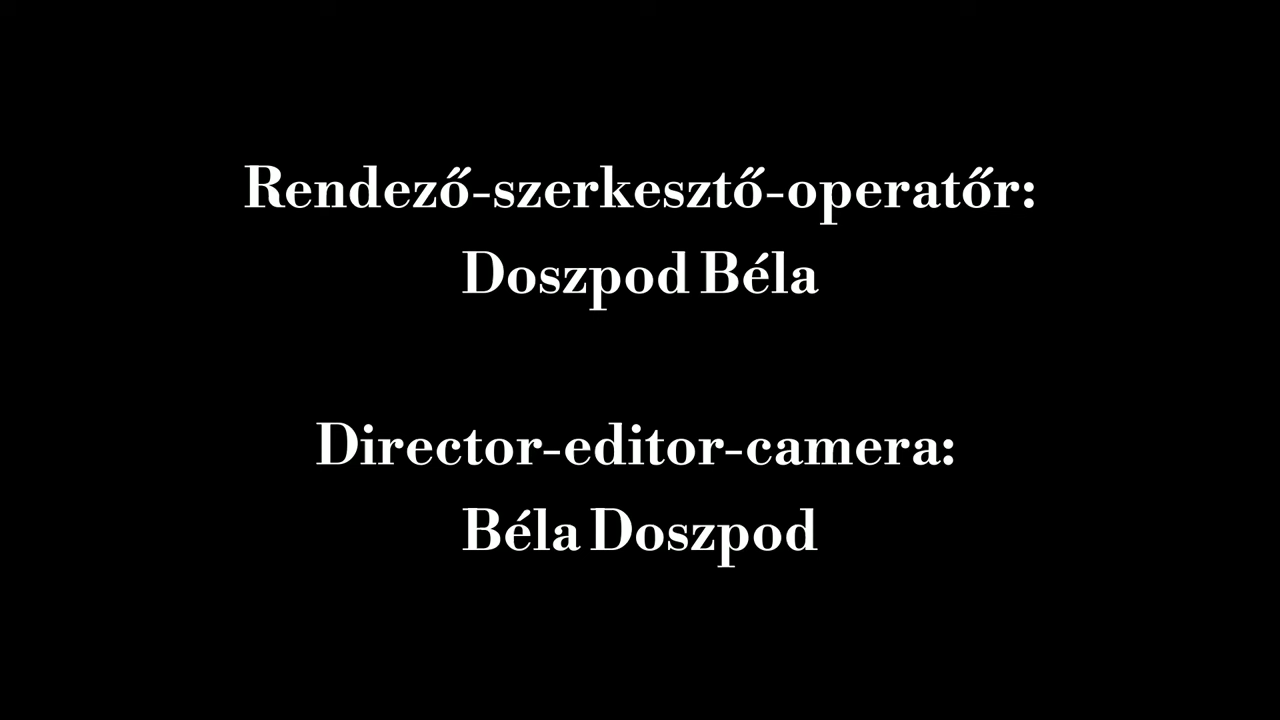 Rendező-szerkesztő-operatőr:
Doszpod Béla
Director-editor-camera:
Béla Doszpod